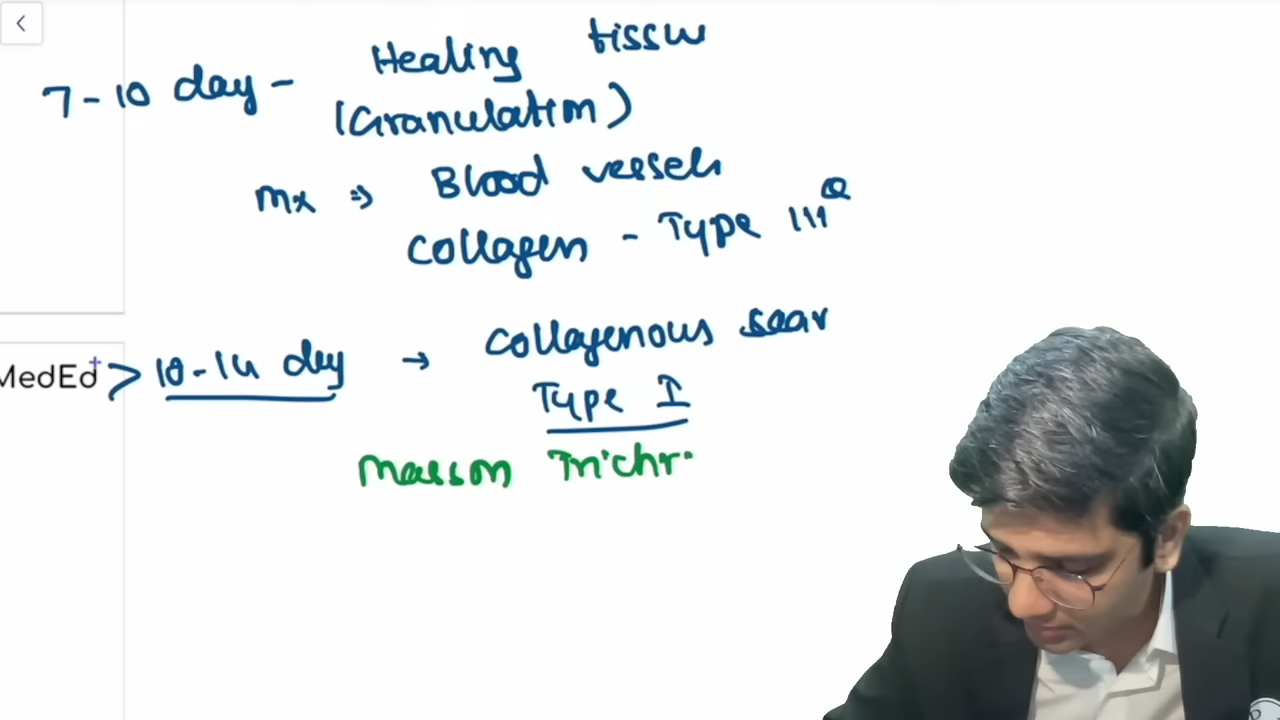 7-10 day - Healing tissue
(Granulation)
Mx ⇒ Blood vessels
Collagen - Type III Q
MedEd+
> 10-14 day → Collagenous scar
Type I
Masson Trichr.